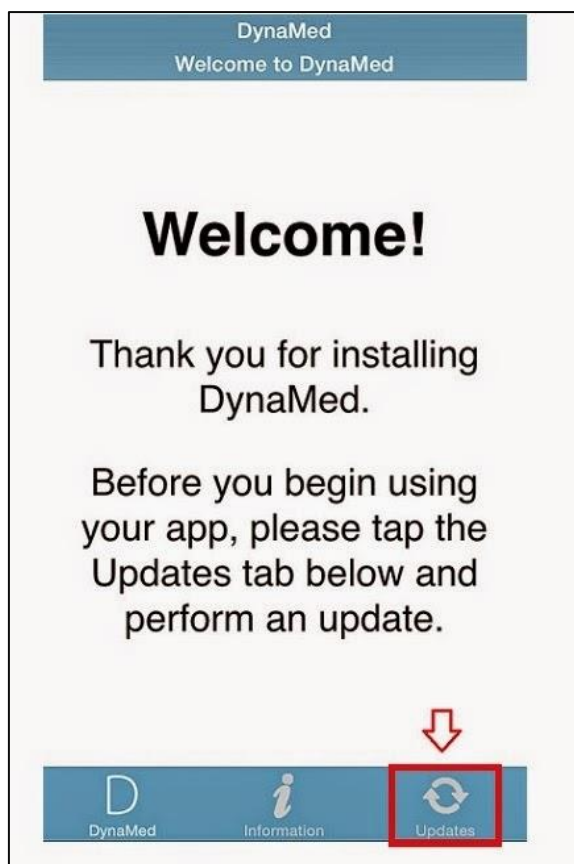 DynaMed
Welcome to DynaMed
Welcome!
Thank you for installing
DynaMed.
Before you begin using
your app, please tap the
Updates tab below and
perform an update.
D
DynaMed
Information
Updates